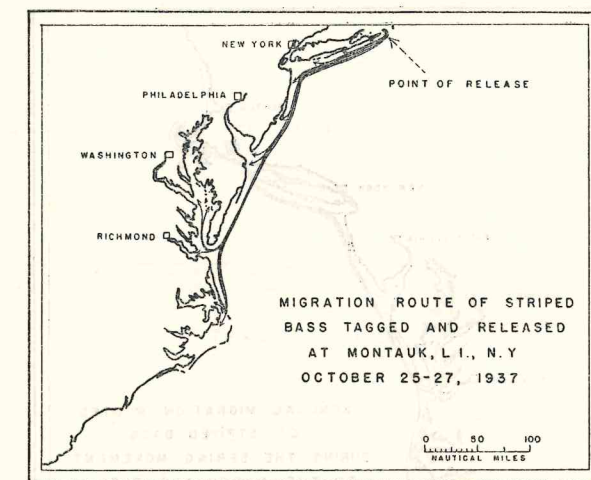 NEW YORK
POINT OF RELEASE
PHILADELPHIA
WASHINGTON
RICHMOND
MIGRATION ROUTE OF STRIPED
BASS TAGGED AND RELEASED
AT MONTAUK, L I., N.Y
OCTOBER 25-27, 1937
0 50 100
NAUTICAL MILES